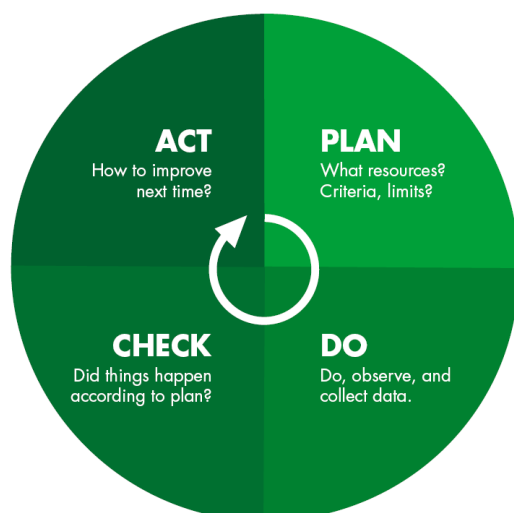 ACT
How to improve
next time?
PLAN
What resources?
Criteria, limits?
CHECK
Did things happen
according to plan?
DO
Do, observe, and
collect data.